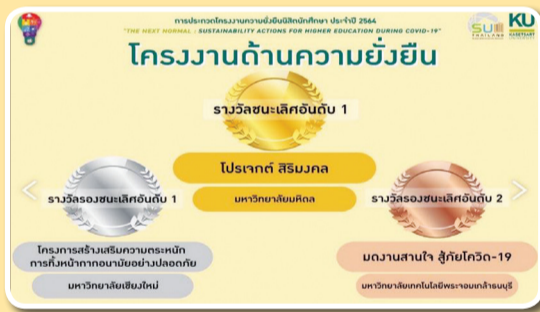 การประกวดโครงงานความยั่งยืนนิสิตนักศึกษา ประจำปี 2564
"THE NEXT NORMAL : SUSTAINABILITY ACTIONS FOR HIGHER EDUCATION DURING COVID-19"
SUN
THAILAND
KU
KASETSART
โครงงานด้านความยั่งยืน
รางวัลชนะเลิศอันดับ 1
โปรเจกต์ สิริมงคล
มหาวิทยาลัยมหิดล
รางวัลรองชนะเลิศอันดับ 1
โครงการสร้างเสริมความตระหนัก
การทิ้งหน้ากากอนามัยอย่างปลอดภัย
มหาวิทยาลัยเชียงใหม่
รางวัลรองชนะเลิศอันดับ 2
มดงานสานใจ สู้ภัยโควิด-19
มหาวิทยาลัยเทคโนโลยีพระจอมเกล้าธนบุรี